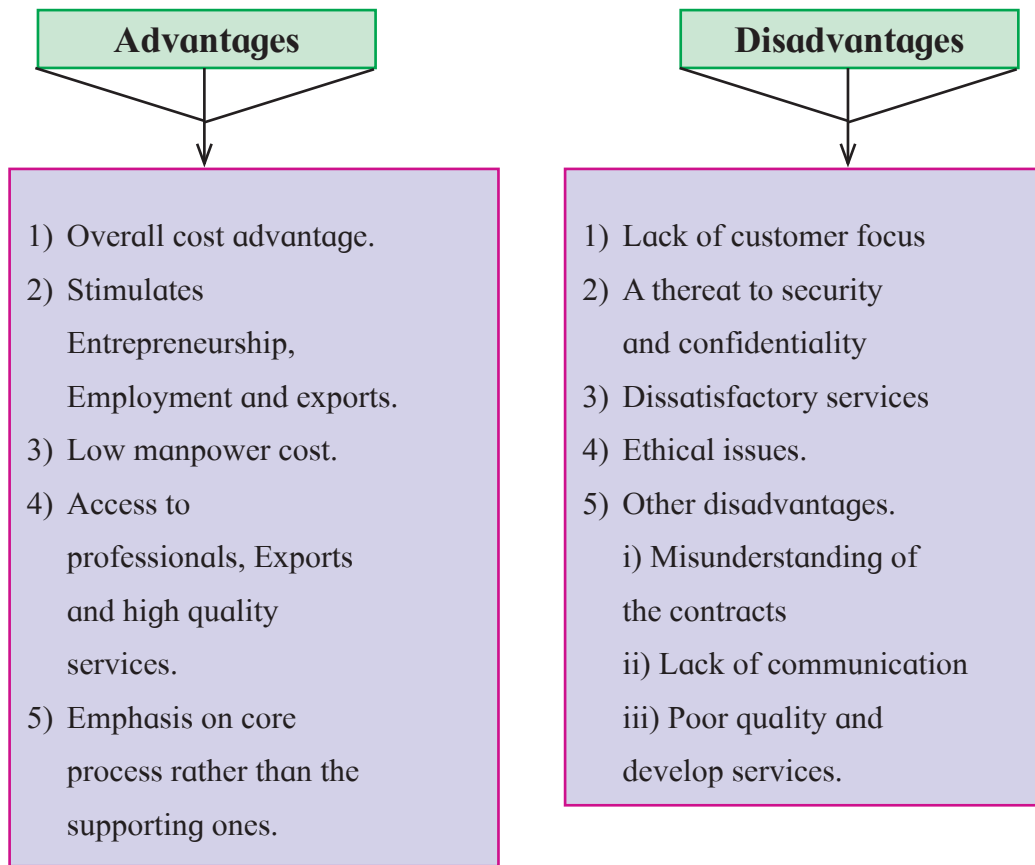 Advantages
1) Overall cost advantage.
2) Stimulates
Entrepreneurship,
Employment and exports.
3) Low manpower cost.
4) Access to
professionals, Exports
and high quality
services.
5) Emphasis on core
process rather than the
supporting ones.
Disadvantages
1) Lack of customer focus
2) A thereat to security
and confidentiality
3) Dissatisfactory services
4) Ethical issues.
5) Other disadvantages.
i) Misunderstanding of
the contracts
ii) Lack of communication
iii) Poor quality and
develop services.